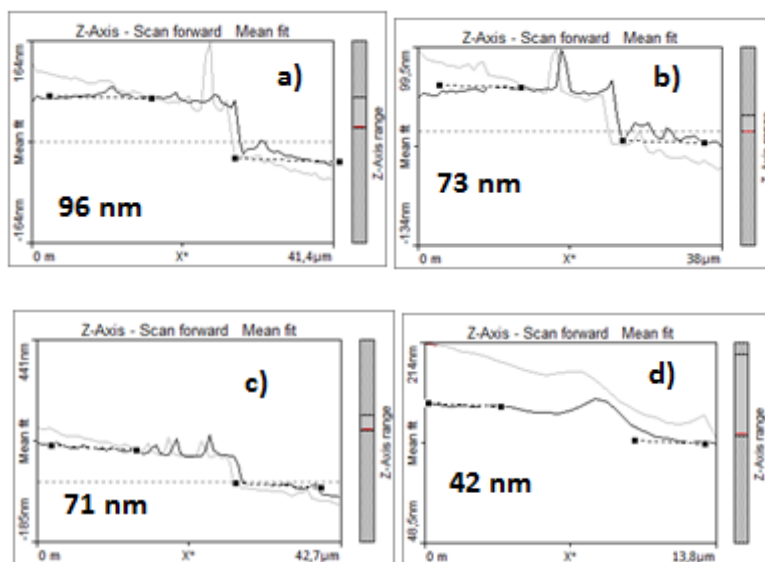 Z-Axis - Scan forward Mean fit
164nm
Mean fit
-164nm
a)
96 nm
0 m
X*
41,4µm
Z-Axis range
Z-Axis - Scan forward Mean fit
99,5nm
Mean fit
-134nm
b)
73 nm
0 m
X*
38µm
Z-Axis range
Z-Axis - Scan forward Mean fit
441nm
Mean fit
-185nm
c)
71 nm
0 m
X*
42,7µm
Z-Axis range
Z-Axis - Scan forward Mean fit
214nm
Mean fit
48,5nm
d)
42 nm
0 m
X*
13,8µm
Z-Axis range